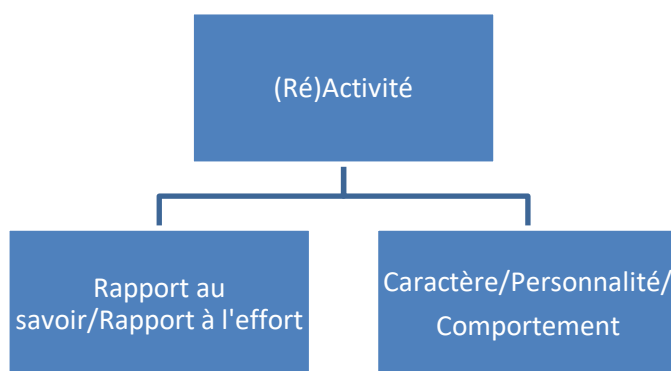 (Ré)Activité
Rapport au
savoir/Rapport à l'effort
Caractère/Personnalité/
Comportement